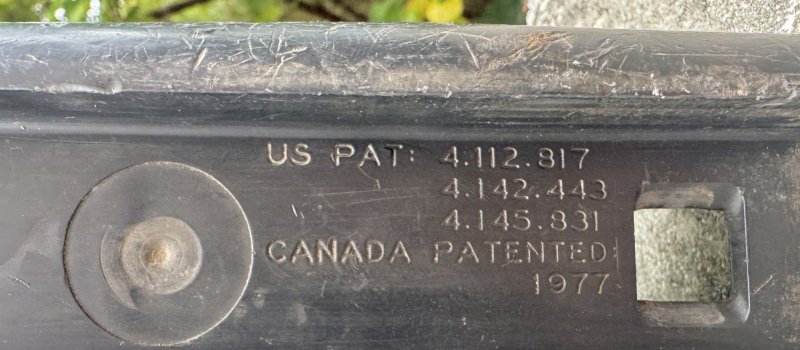 US PAT: 4.112.817
4.142.443
4.145.831
CANADA PATENTED:
1977